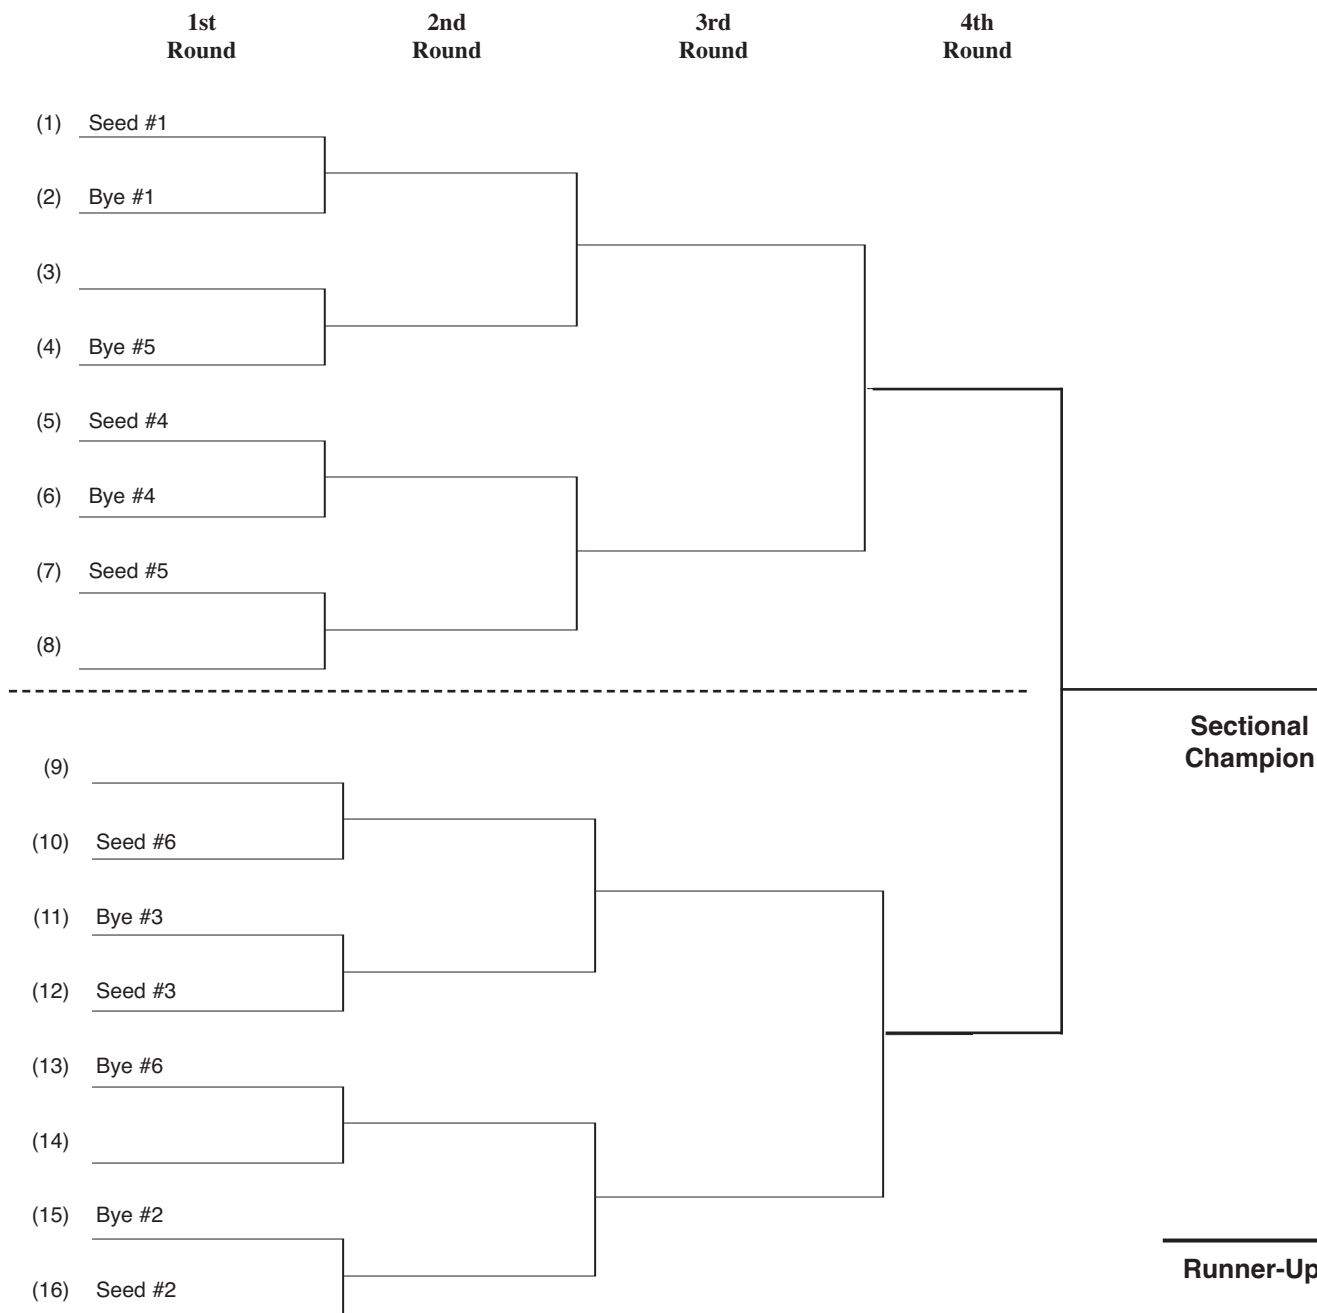 1st 2nd 3rd 4th
Round Round Round Round
(1) Seed #1
(2) Bye #1
(3)
(4) Bye #5
(5) Seed #4
(6) Bye #4
(7) Seed #5
(8)
Sectional
Champion
(9)
(10) Seed #6
(11) Bye #3
(12) Seed #3
(13) Bye #6
(14)
(15) Bye #2
Runner-Up
(16) Seed #2